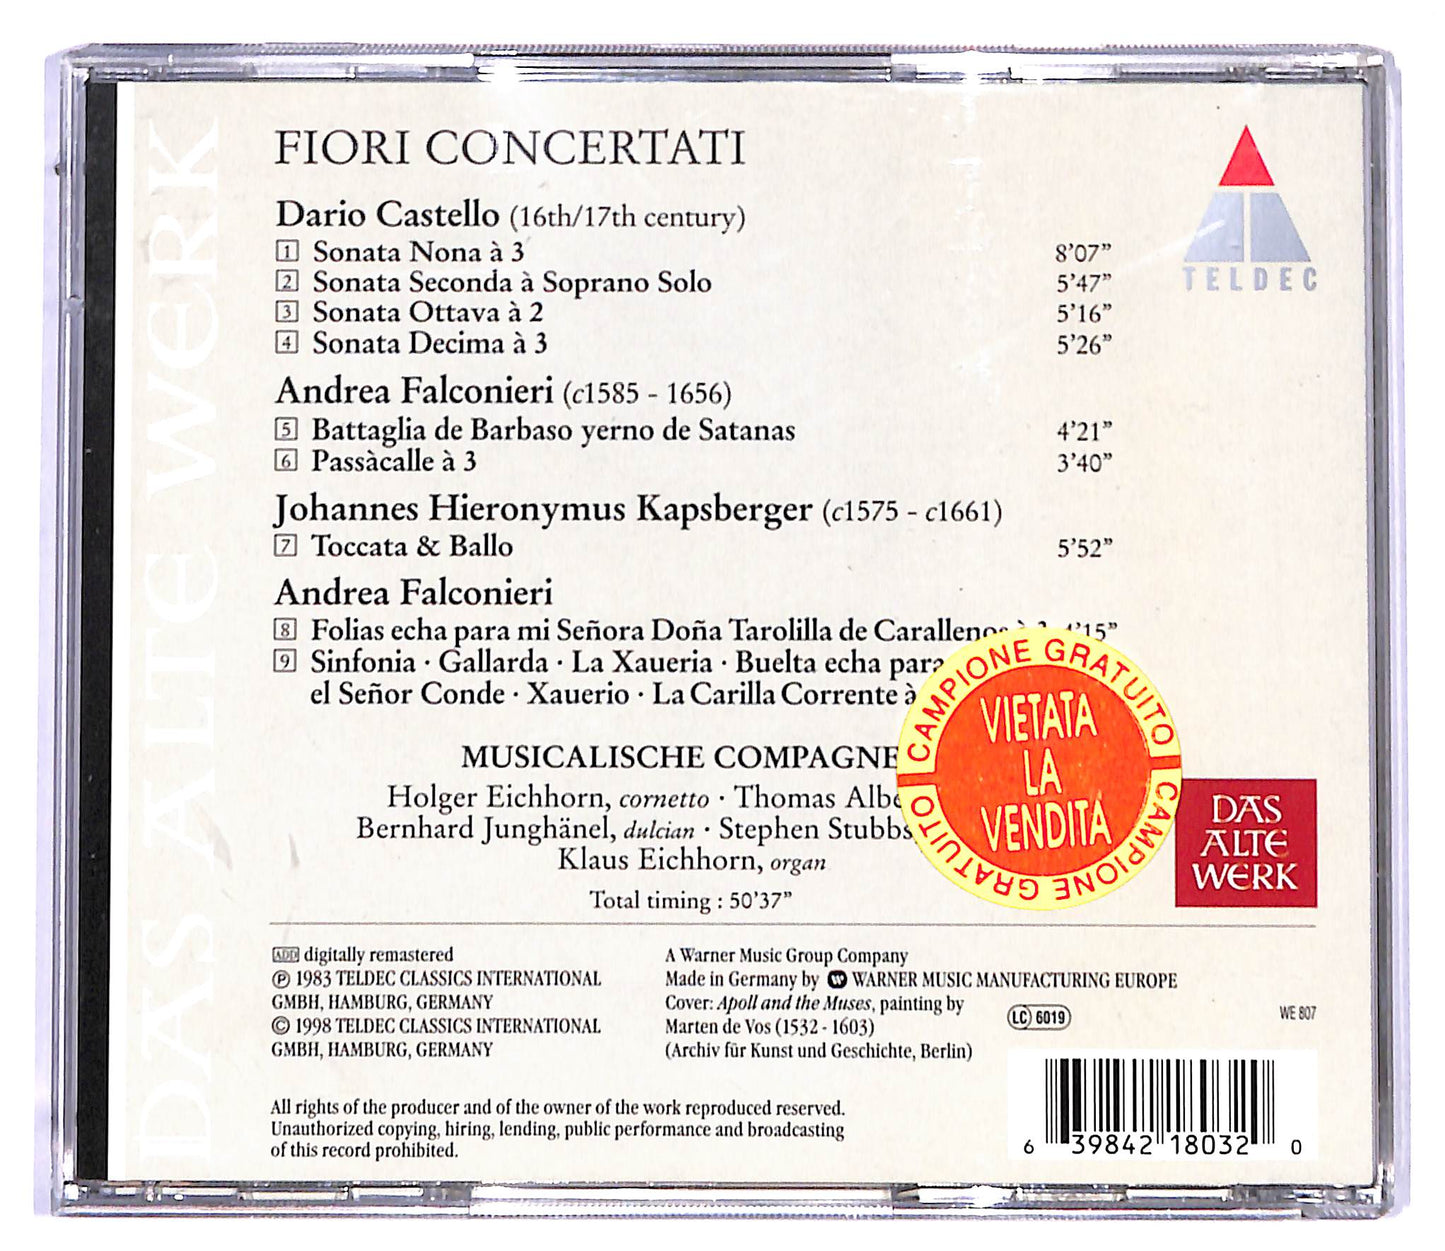 DAS ALTE WERK
FIORI CONCERTATI
Dario Castello (16th/17th century)
1 Sonata Nona à 3 8’07”
2 Sonata Seconda à Soprano Solo 5’47”
3 Sonata Ottava à 2 5’16”
4 Sonata Decima à 3 5’26”
Andrea Falconieri (c1585 - 1656)
5 Battaglia de Barbaso yerno de Satanas 4’21”
6 Passàcalle à 3 3’40”
Johannes Hieronymus Kapsberger (c1575 - c1661)
7 Toccata & Ballo 5’52”
Andrea Falconieri
8 Folias echa para mi Señora Doña Tarolilla de Carallenos à 4’15”
9 Sinfonia · Gallarda · La Xaueria · Buelta echa para
el Señor Conde · Xauerio · La Carilla Corrente à
MUSICALISCHE COMPAGNE
Holger Eichhorn, cornetto · Thomas
Bernhard Junghänel, dulcian · Stephen Stubbs
Klaus Eichhorn, organ
Total timing : 50’37”
TELDEC
CAMPIONE GRATUITO
VIETATA
LA
VENDITA
CAMPIONE GRATUITO
DAS
ALTE
WERK
ADD digitally remastered
℗ 1983 TELDEC CLASSICS INTERNATIONAL
GMBH, HAMBURG, GERMANY
© 1998 TELDEC CLASSICS INTERNATIONAL
GMBH, HAMBURG, GERMANY
A Warner Music Group Company
Made in Germany by WARNER MUSIC MANUFACTURING EUROPE
Cover: Apoll and the Muses, painting by
Marten de Vos (1532 - 1603)
(Archiv für Kunst und Geschichte, Berlin)
LC 6019
WE 807
All rights of the producer and of the owner of the work reproduced reserved.
Unauthorized copying, hiring, lending, public performance and broadcasting
of this record prohibited.
6 39842 18032 0